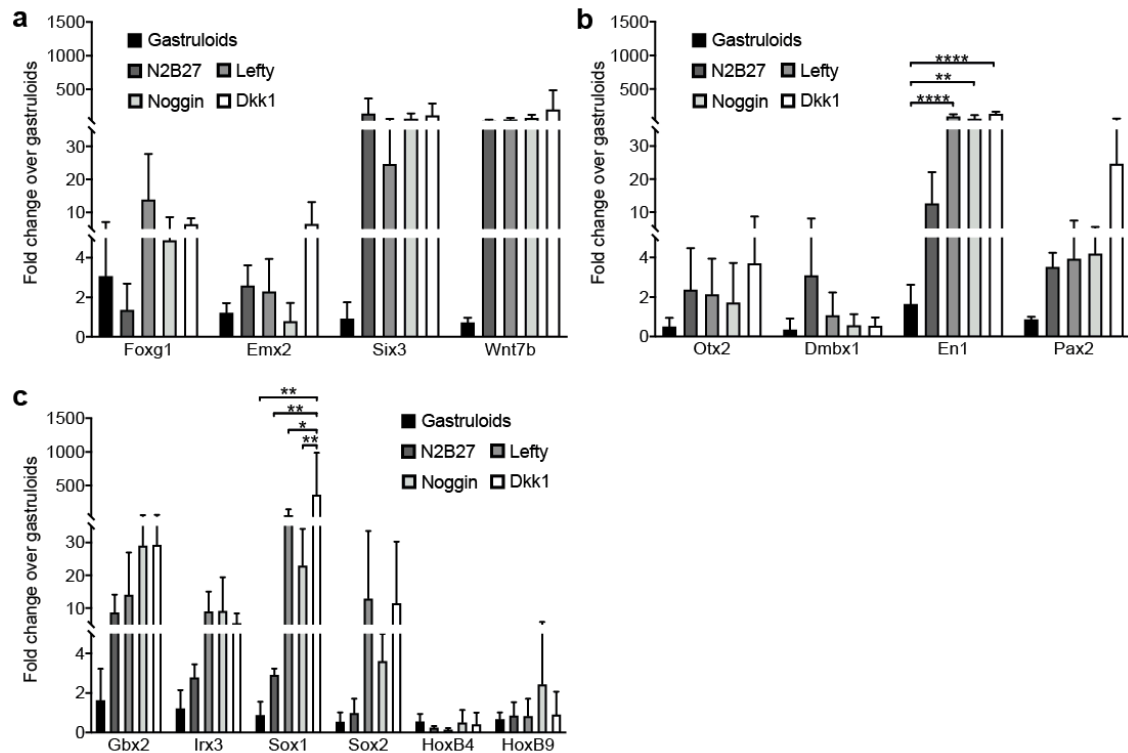 a
1500
1000
500
30
20
10
4
2
0
Fold change over gastruloids
Gastruloids
N2B27 Lefty
Noggin Dkk1
Foxg1 Emx2 Six3 Wnt7b
b
1500
1000
500
30
20
10
4
2
0
Fold change over gastruloids
Gastruloids
N2B27 Lefty
Noggin Dkk1
****
**
****
Otx2 Dmbx1 En1 Pax2
c
1500
1000
500
30
20
10
4
2
0
Fold change over gastruloids
**
**
*
**
Gastruloids
N2B27 Lefty
Noggin Dkk1
Gbx2 Irx3 Sox1 Sox2 HoxB4 HoxB9